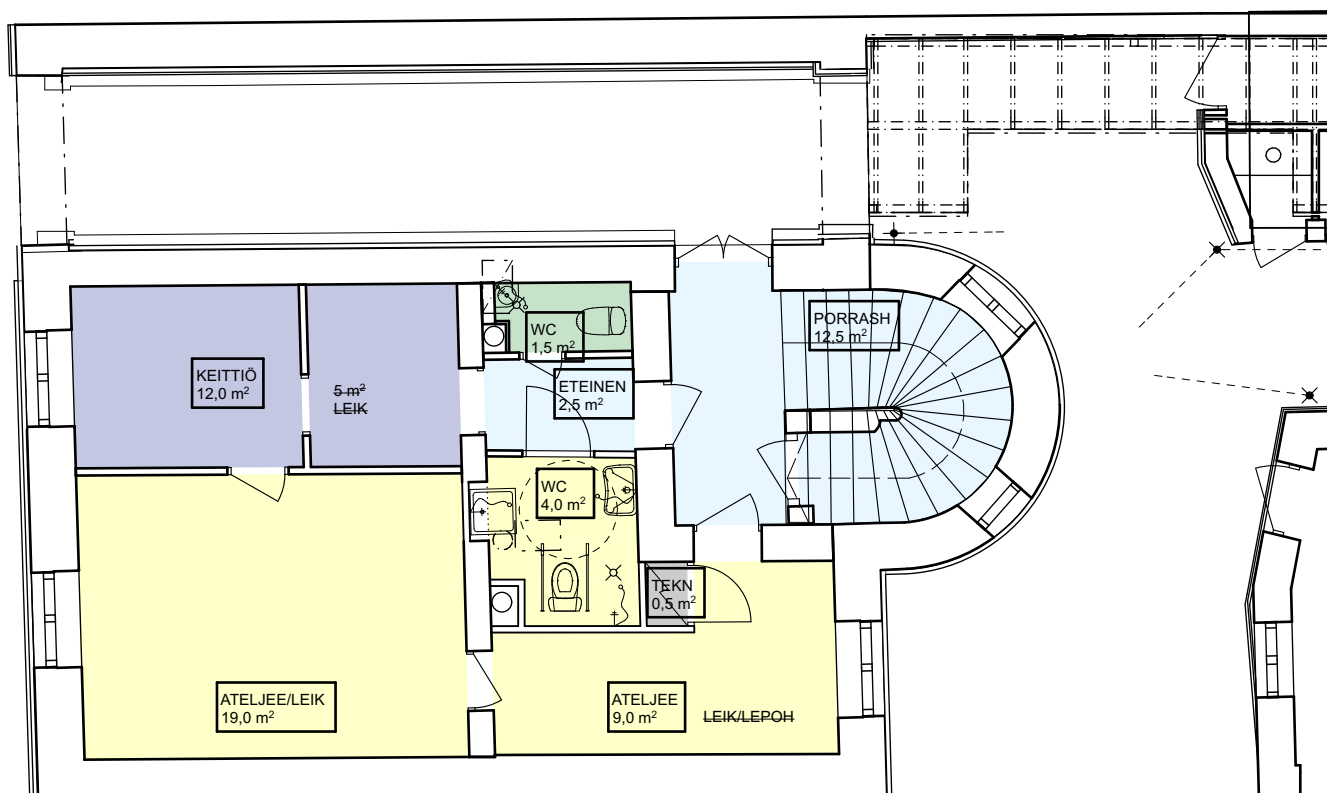 WC
1,5 m²
PORRASH
12,5 m²
KEITTIÖ
12,0 m²
5 m²
LEIK
ETEINEN
2,5 m²
WC
4,0 m²
TEKN
0,5 m²
ATELJEE/LEIK
19,0 m²
ATELJEE
9,0 m²
LEIK/LEPOH